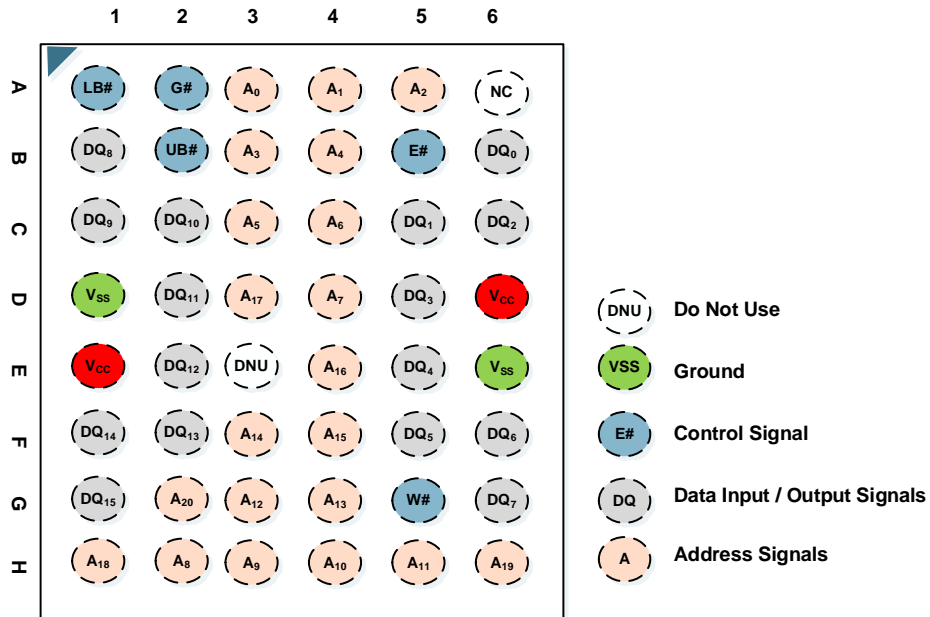 1 2 3 4 5 6
A LB# G# A₀ A₁ A₂ NC
B DQ₈ UB# A₃ A₄ E# DQ₀
C DQ₉ DQ₁₀ A₅ A₆ DQ₁ DQ₂
D VSS DQ₁₁ A₁₇ A₇ DQ₃ VCC
E VCC DQ₁₂ DNU A₁₆ DQ₄ VSS
F DQ₁₄ DQ₁₃ A₁₄ A₁₅ DQ₅ DQ₆
G DQ₁₅ A₂₀ A₁₂ A₁₃ W# DQ₇
H A₁₈ A₈ A₉ A₁₀ A₁₁ A₁₉
DNU Do Not Use
VSS Ground
E# Control Signal
DQ Data Input / Output Signals
A Address Signals